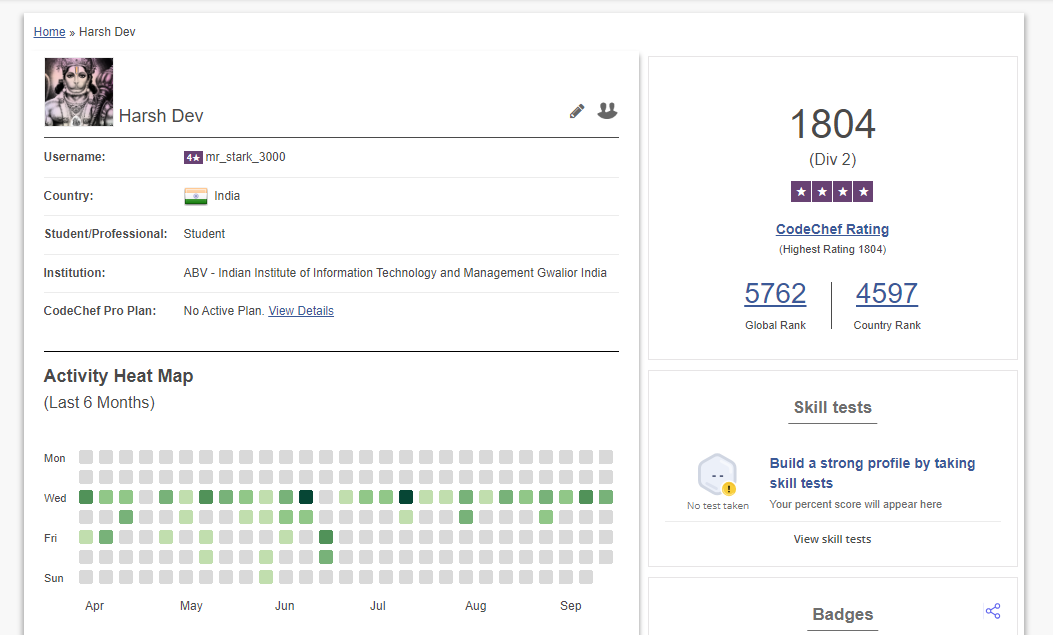 Home » Harsh Dev
Harsh Dev
Username: 4★ mr_stark_3000
Country: India
Student/Professional: Student
Institution: ABV - Indian Institute of Information Technology and Management Gwalior India
CodeChef Pro Plan: No Active Plan. View Details
Activity Heat Map
(Last 6 Months)
Mon
Wed
Fri
Sun
Apr May Jun Jul Aug Sep
1804
(Div 2)
★ ★ ★ ★
CodeChef Rating
(Highest Rating 1804)
5762 4597
Global Rank Country Rank
Skill tests
Build a strong profile by taking
skill tests
No test taken
Your percent score will appear here
View skill tests
Badges